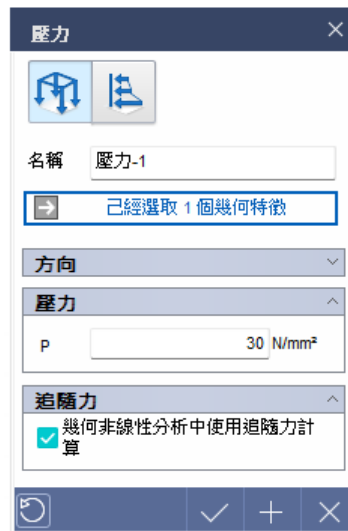 壓力
名稱 壓力-1
已經選取 1 個幾何特徵
方向
壓力
P 30 N/mm²
追隨力
幾何非線性分析中使用追隨力計
算